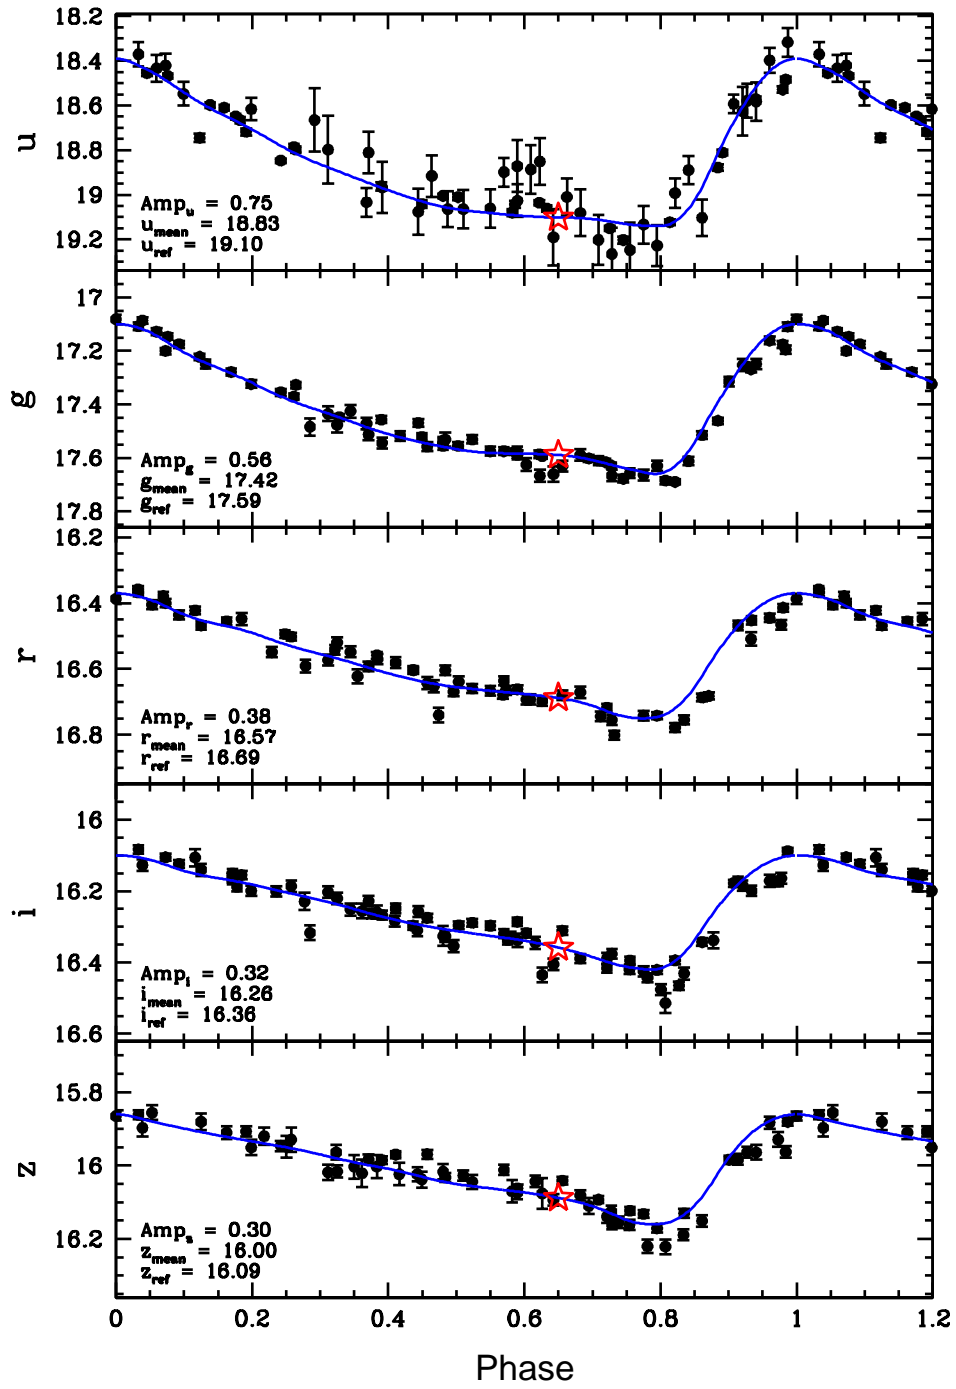 18.2
18.4
18.6
18.8
19
19.2
u
Amp_u = 0.75
u_mean = 18.83
u_ref = 19.10
17
17.2
17.4
17.6
17.8
g
Amp_g = 0.56
g_mean = 17.42
g_ref = 17.59
16.2
16.4
16.6
16.8
r
Amp_r = 0.38
r_mean = 16.57
r_ref = 16.69
16
16.2
16.4
16.6
i
Amp_i = 0.32
i_mean = 16.26
i_ref = 16.36
15.8
16
16.2
z
Amp_z = 0.30
z_mean = 16.00
z_ref = 16.09
0 0.2 0.4 0.6 0.8 1 1.2
Phase